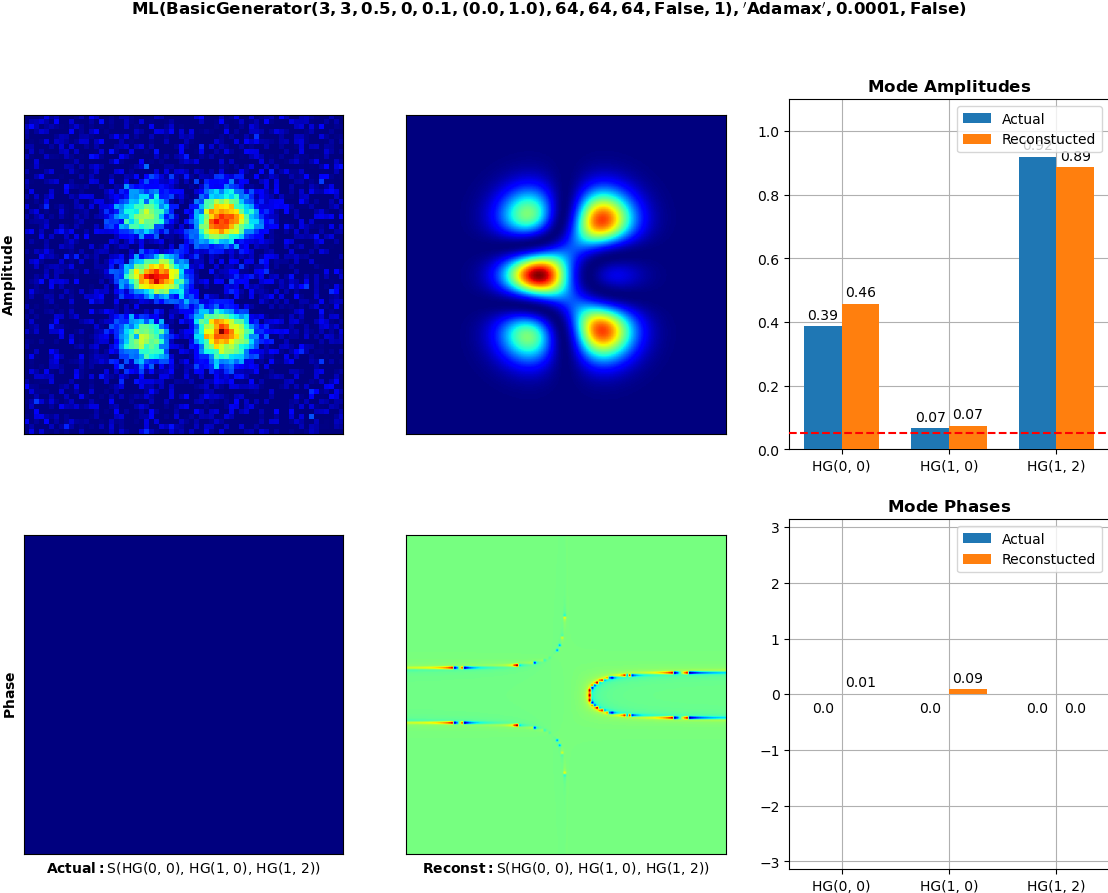 ML(BasicGenerator(3, 3, 0.5, 0, 0.1, (0.0, 1.0), 64, 64, 64, False, 1), ′Adamax′, 0.0001, False)
Amplitude
Mode Amplitudes
Actual
Reconstucted
1.0
0.8
0.6
0.4
0.2
0.0
0.39
0.46
0.07
0.07
0.92
0.89
HG(0, 0)
HG(1, 0)
HG(1, 2)
Phase
Actual: S(HG(0, 0), HG(1, 0), HG(1, 2))
Reconst: S(HG(0, 0), HG(1, 0), HG(1, 2))
Mode Phases
Actual
Reconstucted
3
2
1
0
−1
−2
−3
0.0
0.01
0.0
0.09
0.0
0.0
HG(0, 0)
HG(1, 0)
HG(1, 2)